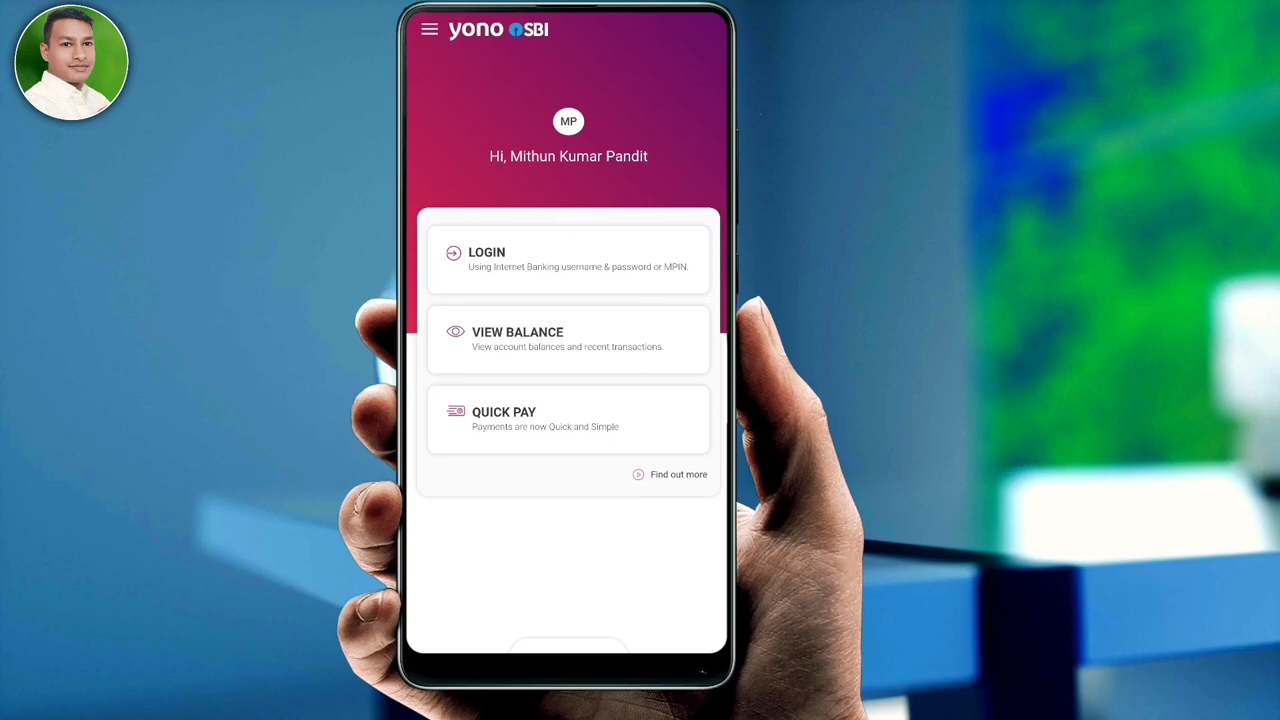 yono SBI
MP
Hi, Mithun Kumar Pandit
LOGIN
Using Internet Banking username & password or MPIN.
VIEW BALANCE
View account balances and recent transactions.
QUICK PAY
Payments are now Quick and Simple
Find out more